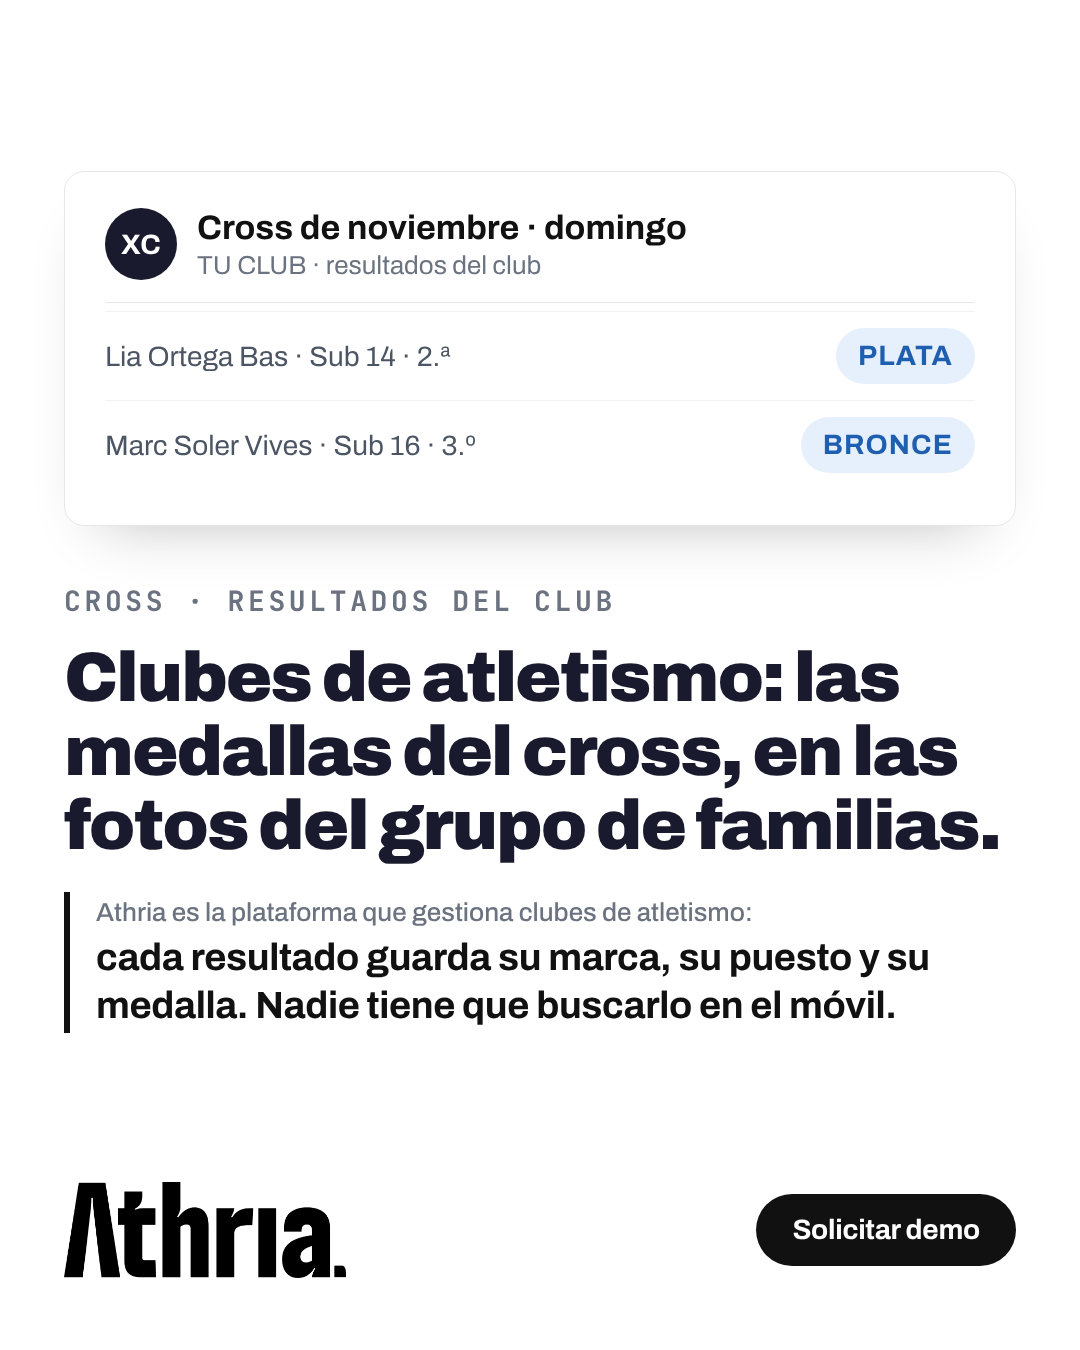 XC
Cross de noviembre · domingo
TU CLUB · resultados del club
Lia Ortega Bas · Sub 14 · 2.ª
PLATA
Marc Soler Vives · Sub 16 · 3.º
BRONCE
CROSS · RESULTADOS DEL CLUB
Clubes de atletismo: las
medallas del cross, en las
fotos del grupo de familias.
Athria es la plataforma que gestiona clubes de atletismo:
cada resultado guarda su marca, su puesto y su
medalla. Nadie tiene que buscarlo en el móvil.
Athria.
Solicitar demo